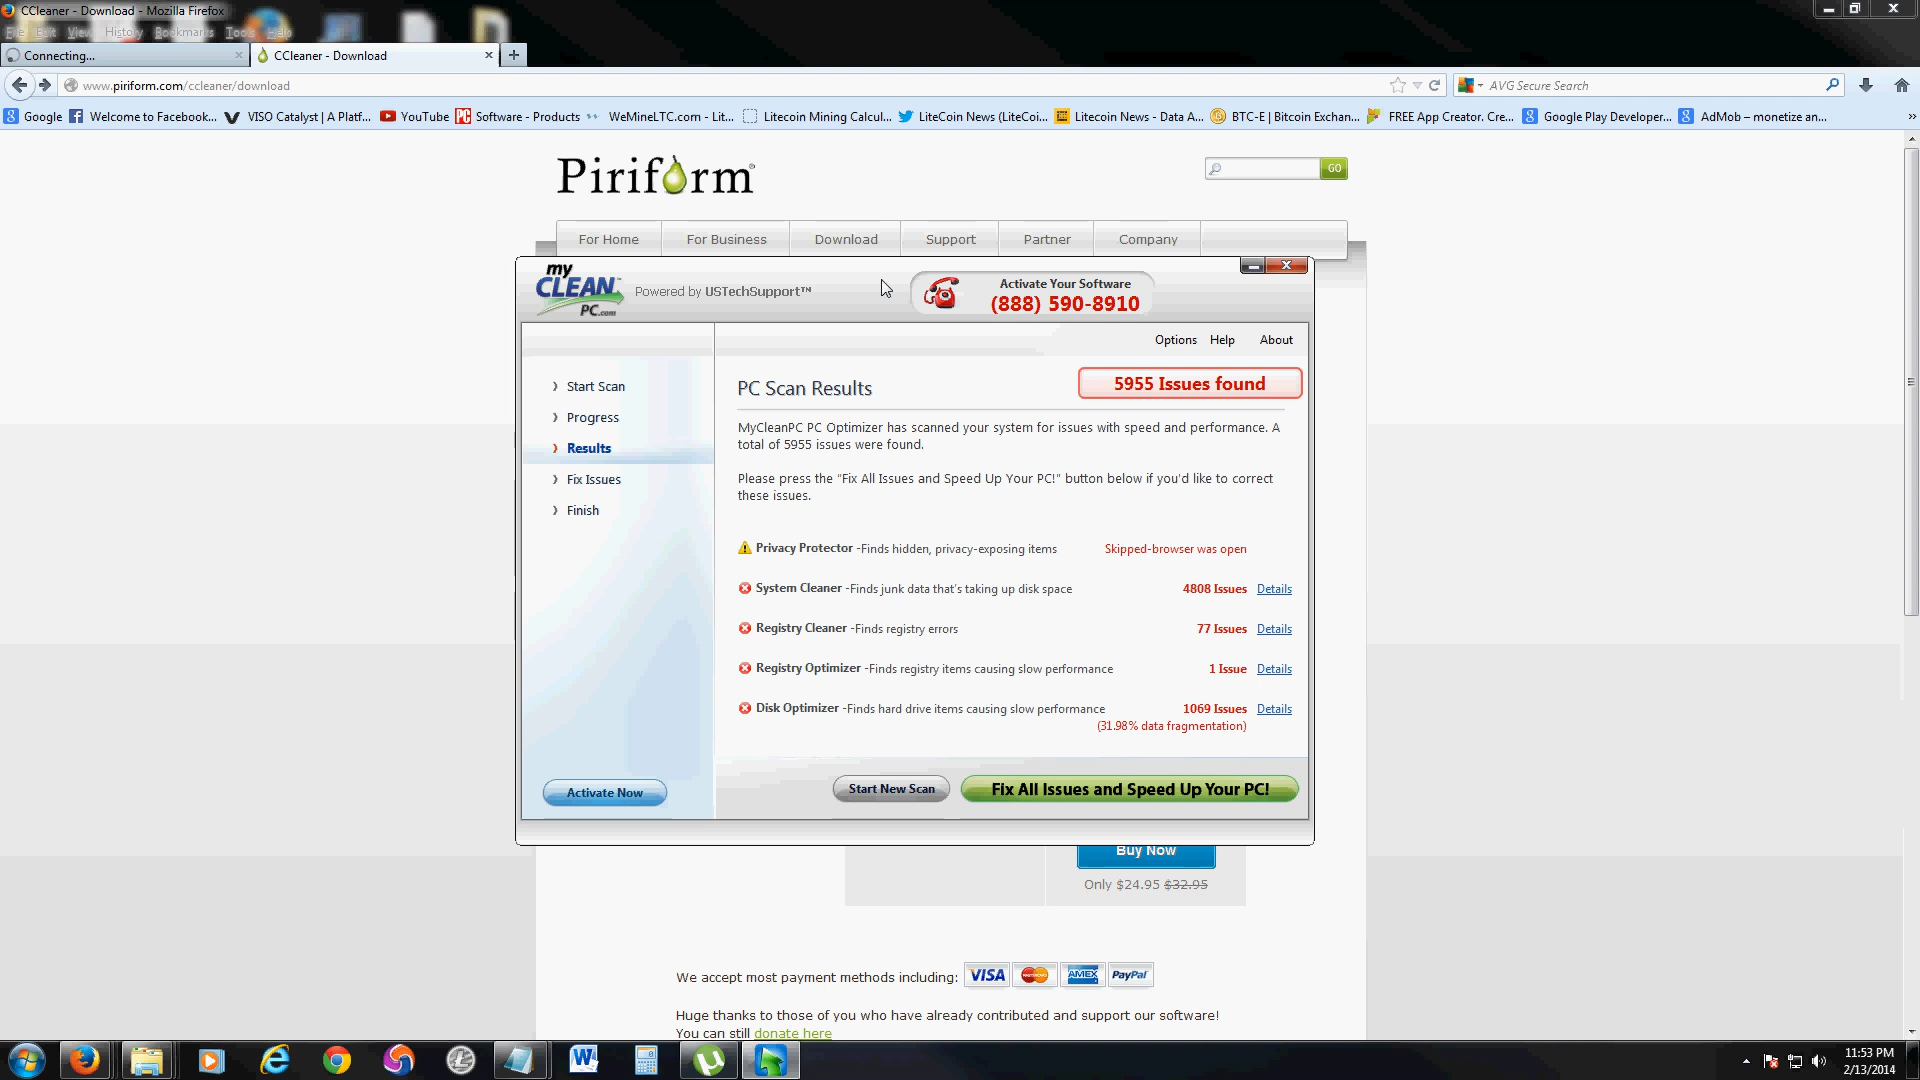 CCleaner - Download - Mozilla Firefox
File Edit View History Bookmarks Tools Help
Connecting...
CCleaner - Download
www.piriform.com/ccleaner/download
AVG Secure Search
Google
Welcome to Facebook...
VISO Catalyst | A Platf...
YouTube
Software - Products
WeMineLTC.com - Lit...
Litecoin Mining Calcul...
LiteCoin News (LiteCoi...
Litecoin News - Data A...
BTC-E | Bitcoin Exchan...
FREE App Creator. Cre...
Google Play Developer...
AdMob – monetize an...
Piriform
GO
For Home
For Business
Download
Support
Partner
Company
my
CLEAN™
PC.com
Powered by USTechSupport™
Activate Your Software
(888) 590-8910
Options Help About
Start Scan
Progress
Results
Fix Issues
Finish
Activate Now
PC Scan Results
5955 Issues found
MyCleanPC PC Optimizer has scanned your system for issues with speed and performance. A
total of 5955 issues were found.
Please press the "Fix All Issues and Speed Up Your PC!" button below if you'd like to correct
these issues.
Privacy Protector -Finds hidden, privacy-exposing items Skipped-browser was open
System Cleaner -Finds junk data that's taking up disk space 4808 Issues Details
Registry Cleaner -Finds registry errors 77 Issues Details
Registry Optimizer -Finds registry items causing slow performance 1 Issue Details
Disk Optimizer -Finds hard drive items causing slow performance 1069 Issues Details
(31.98% data fragmentation)
Start New Scan
Fix All Issues and Speed Up Your PC!
Buy Now
Only $24.95 $32.95
We accept most payment methods including: VISA MasterCard AMEX PayPal
Huge thanks to those of you who have already contributed and support our software!
You can still donate here
11:53 PM
2/13/2014